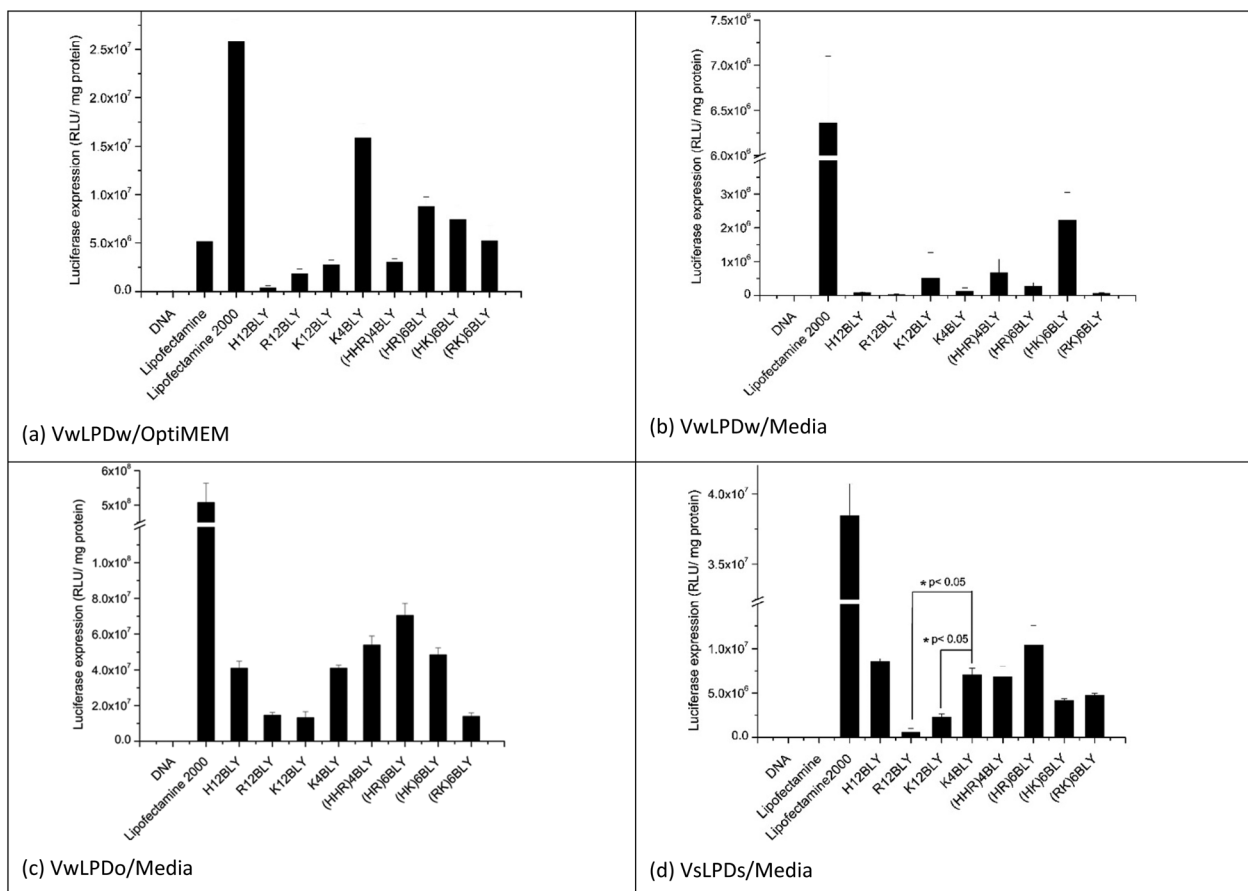 Luciferase expression (RLU/ mg protein)
2.5x10⁷
2.0x10⁷
1.5x10⁷
1.0x10⁷
5.0x10⁶
0.0
DNA
Lipofectamine
Lipofectamine 2000
H12BLY
R12BLY
K12BLY
K4BLY
(HHR)4BLY
(HR)6BLY
(HK)6BLY
(RK)6BLY
(a) VwLPDw/OptiMEM
Luciferase expression (RLU/ mg protein)
7.5x10⁶
7.0x10⁶
6.5x10⁶
6.0x10⁶
3x10⁶
2x10⁶
1x10⁶
0
DNA
Lipofectamine 2000
H12BLY
R12BLY
K12BLY
K4BLY
(HHR)4BLY
(HR)6BLY
(HK)6BLY
(RK)6BLY
(b) VwLPDw/Media
Luciferase expression (RLU/ mg protein)
6x10⁸
5x10⁸
1.0x10⁸
8.0x10⁷
6.0x10⁷
4.0x10⁷
2.0x10⁷
0.0
DNA
Lipofectamine 2000
H12BLY
R12BLY
K12BLY
K4BLY
(HHR)4BLY
(HR)6BLY
(HK)6BLY
(RK)6BLY
(c) VwLPDo/Media
Luciferase expression (RLU/ mg protein)
4.0x10⁷
3.5x10⁷
1.0x10⁷
5.0x10⁶
0.0
* p< 0.05
* p< 0.05
DNA
Lipofectamine
Lipofectamine2000
H12BLY
R12BLY
K12BLY
K4BLY
(HHR)4BLY
(HR)6BLY
(HK)6BLY
(RK)6BLY
(d) VsLPDs/Media